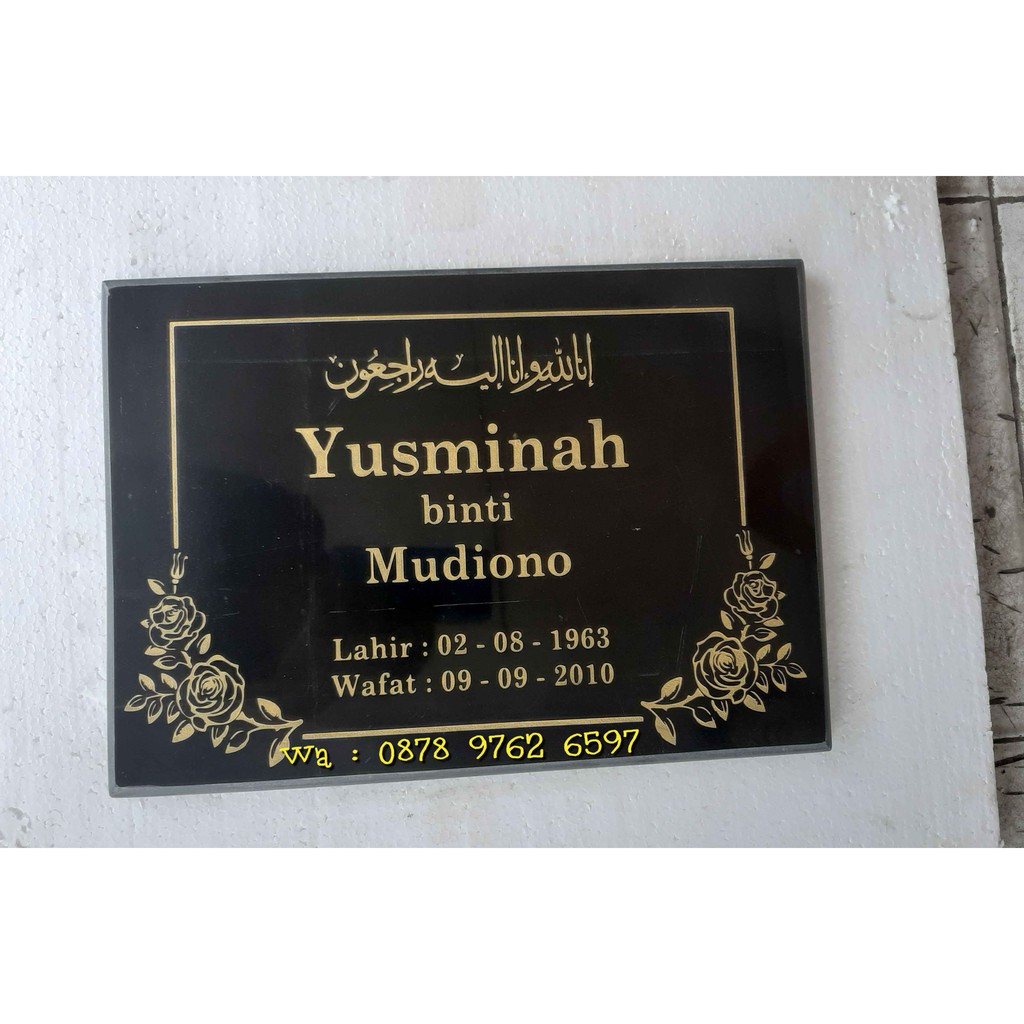 إنا لله وإنا إليه راجعون
Yusminah
binti
Mudiono
Lahir : 02 - 08 - 1963
Wafat : 09 - 09 - 2010
wa : 0878 9762 6597